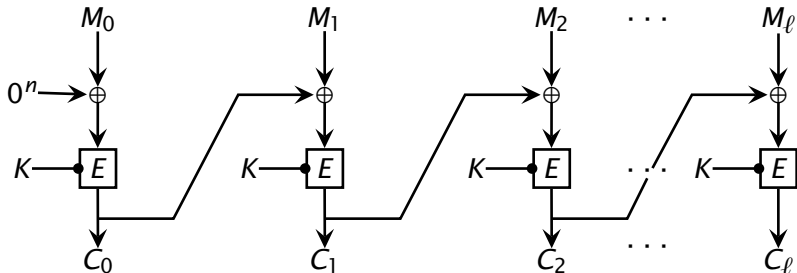 M₀ M₁ M₂ · · · M_ℓ
0ⁿ ⊕ ⊕ ⊕ ⊕
K E K E K E · · · K E
C₀ C₁ C₂ · · · C_ℓ